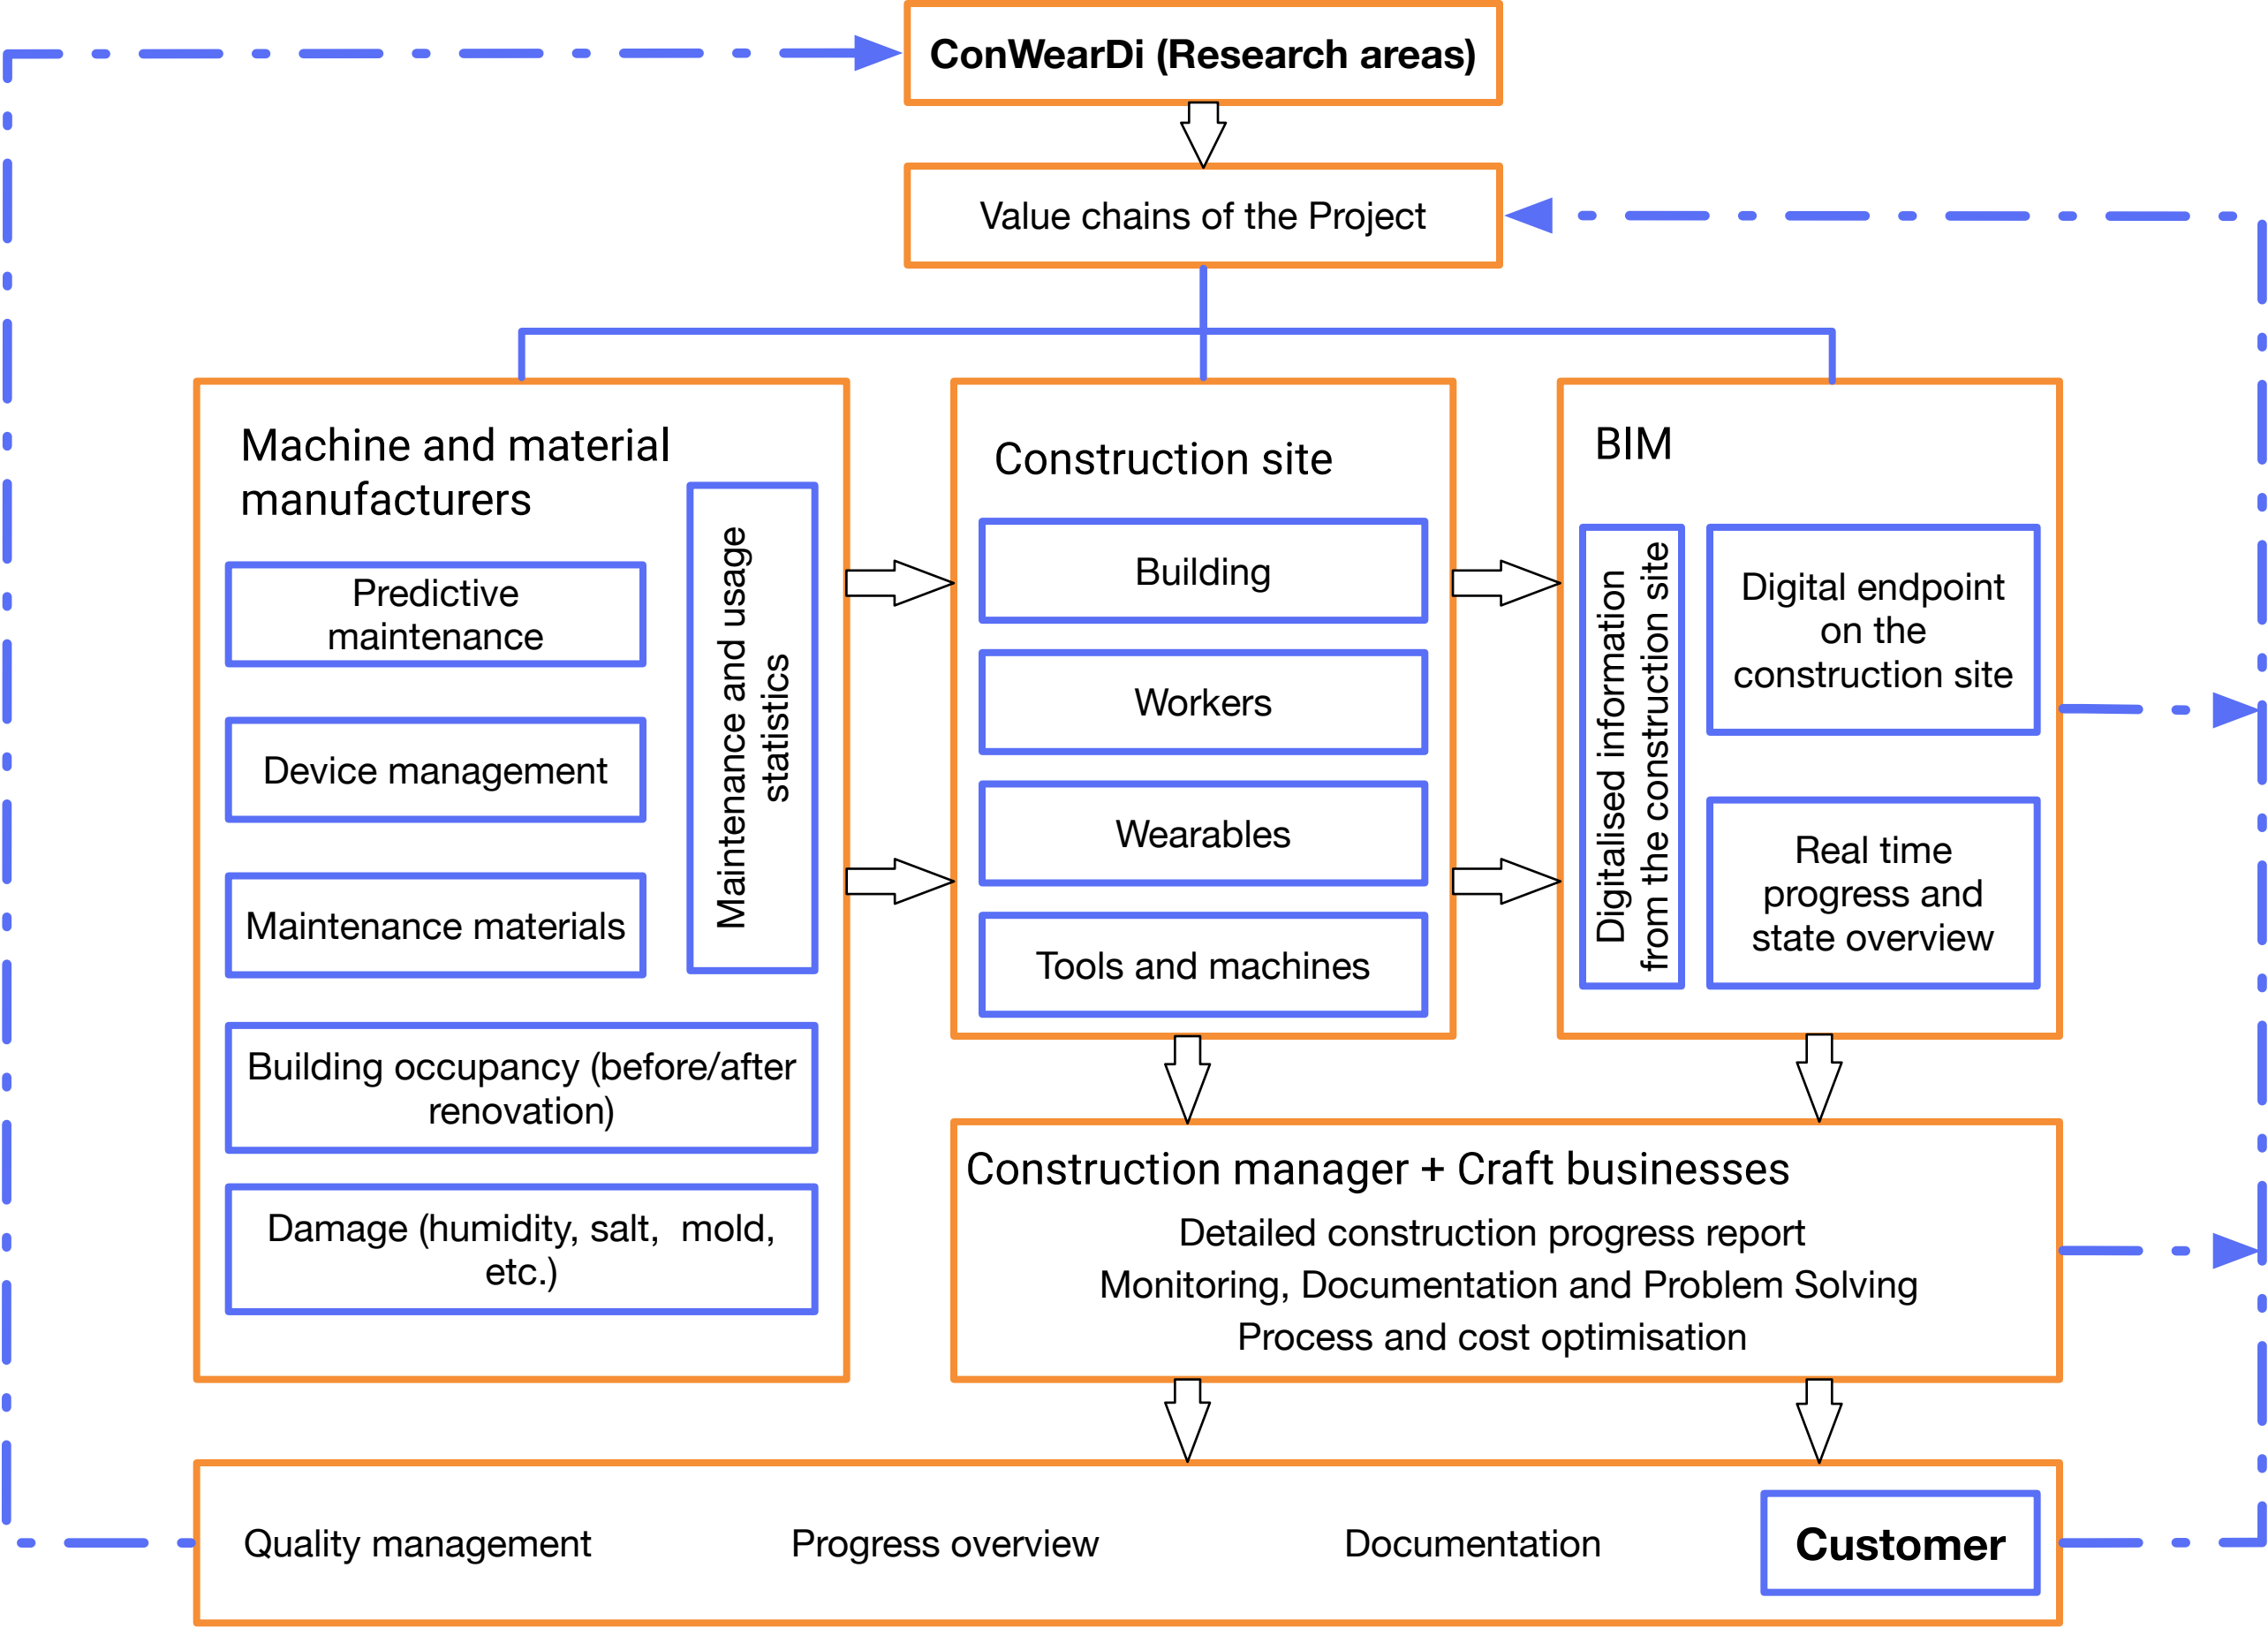 ConWearDi (Research areas)
Value chains of the Project
Machine and material
manufacturers
Predictive
maintenance
Device management
Maintenance materials
Maintenance and usage
statistics
Building occupancy (before/after
renovation)
Damage (humidity, salt, mold,
etc.)
Construction site
Building
Workers
Wearables
Tools and machines
BIM
Digitalised information
from the construction site
Digital endpoint
on the
construction site
Real time
progress and
state overview
Construction manager + Craft businesses
Detailed construction progress report
Monitoring, Documentation and Problem Solving
Process and cost optimisation
Quality management
Progress overview
Documentation
Customer